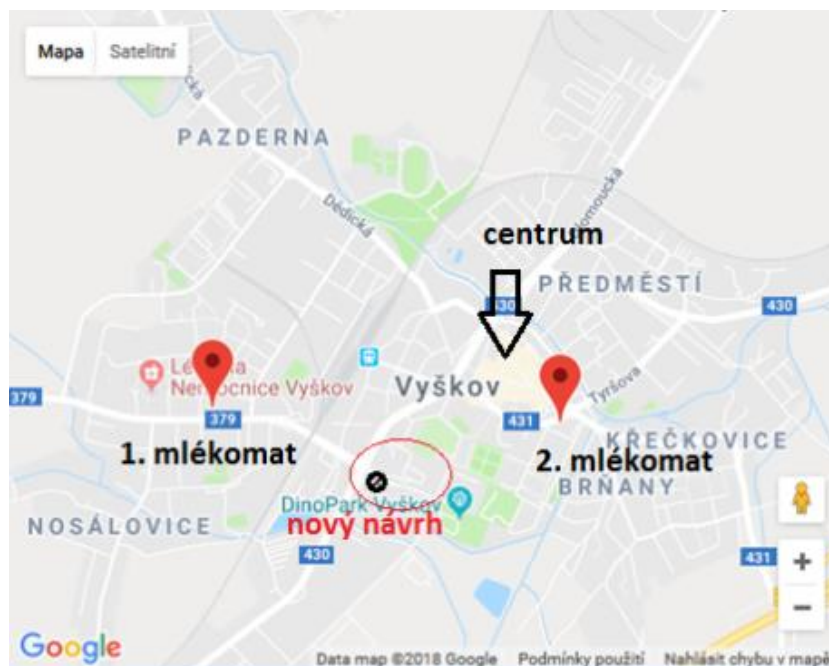 Mapa Satelitní
PAZDERNA
Dědická
Olomoucká
centrum
PŘEDMĚSTÍ
430
430
Nemocnice Vyškov
Vyškov
379
379
431
Tyršova
1. mlékomat
2. mlékomat
KŘEČKOVICE
BRŇANY
DinoPark Vyškov
nový návrh
NOSÁLOVICE
430
431
+
−
Google
Data map ©2018 Google Podmínky použití Nahlásit chybu v mapě